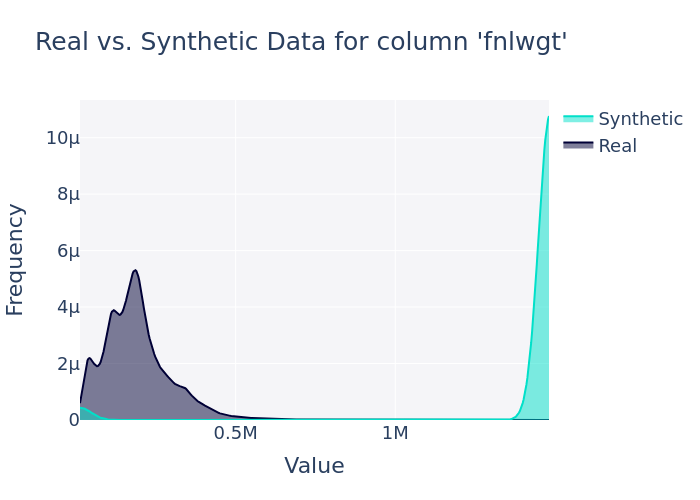 Real vs. Synthetic Data for column 'fnlwgt'
Synthetic
Real
10μ
8μ
6μ
4μ
2μ
0
Frequency
0.5M
1M
Value